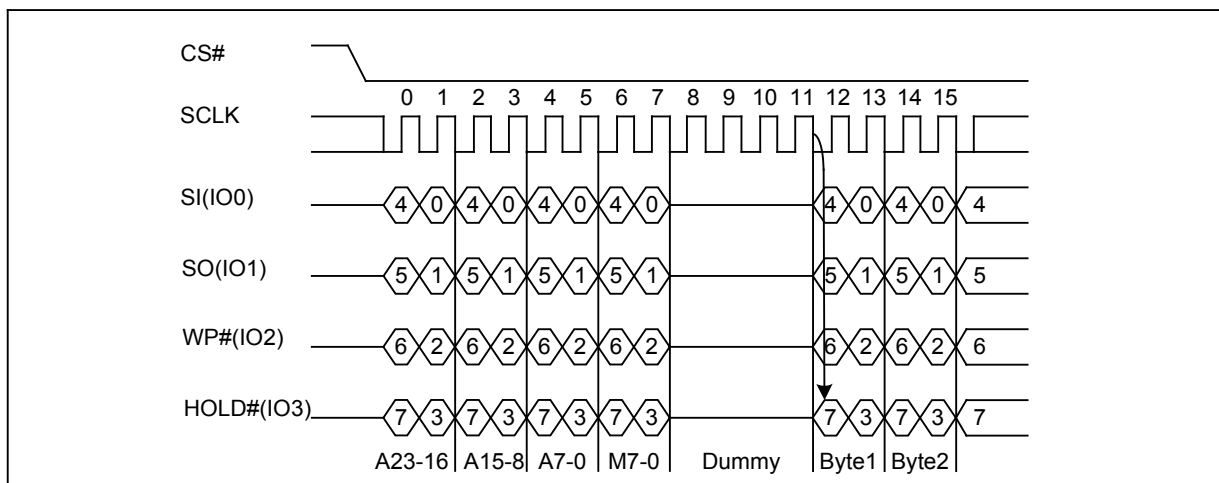 CS#
0 1 2 3 4 5 6 7 8 9 10 11 12 13 14 15
SCLK
SI(IO0) 4 0 4 0 4 0 4 0 4 0 4 0 4
SO(IO1) 5 1 5 1 5 1 5 1 5 1 5 1 5
WP#(IO2) 6 2 6 2 6 2 6 2 6 2 6 2 6
HOLD#(IO3) 7 3 7 3 7 3 7 3 7 3 7 3 7
A23-16 A15-8 A7-0 M7-0 Dummy Byte1 Byte2